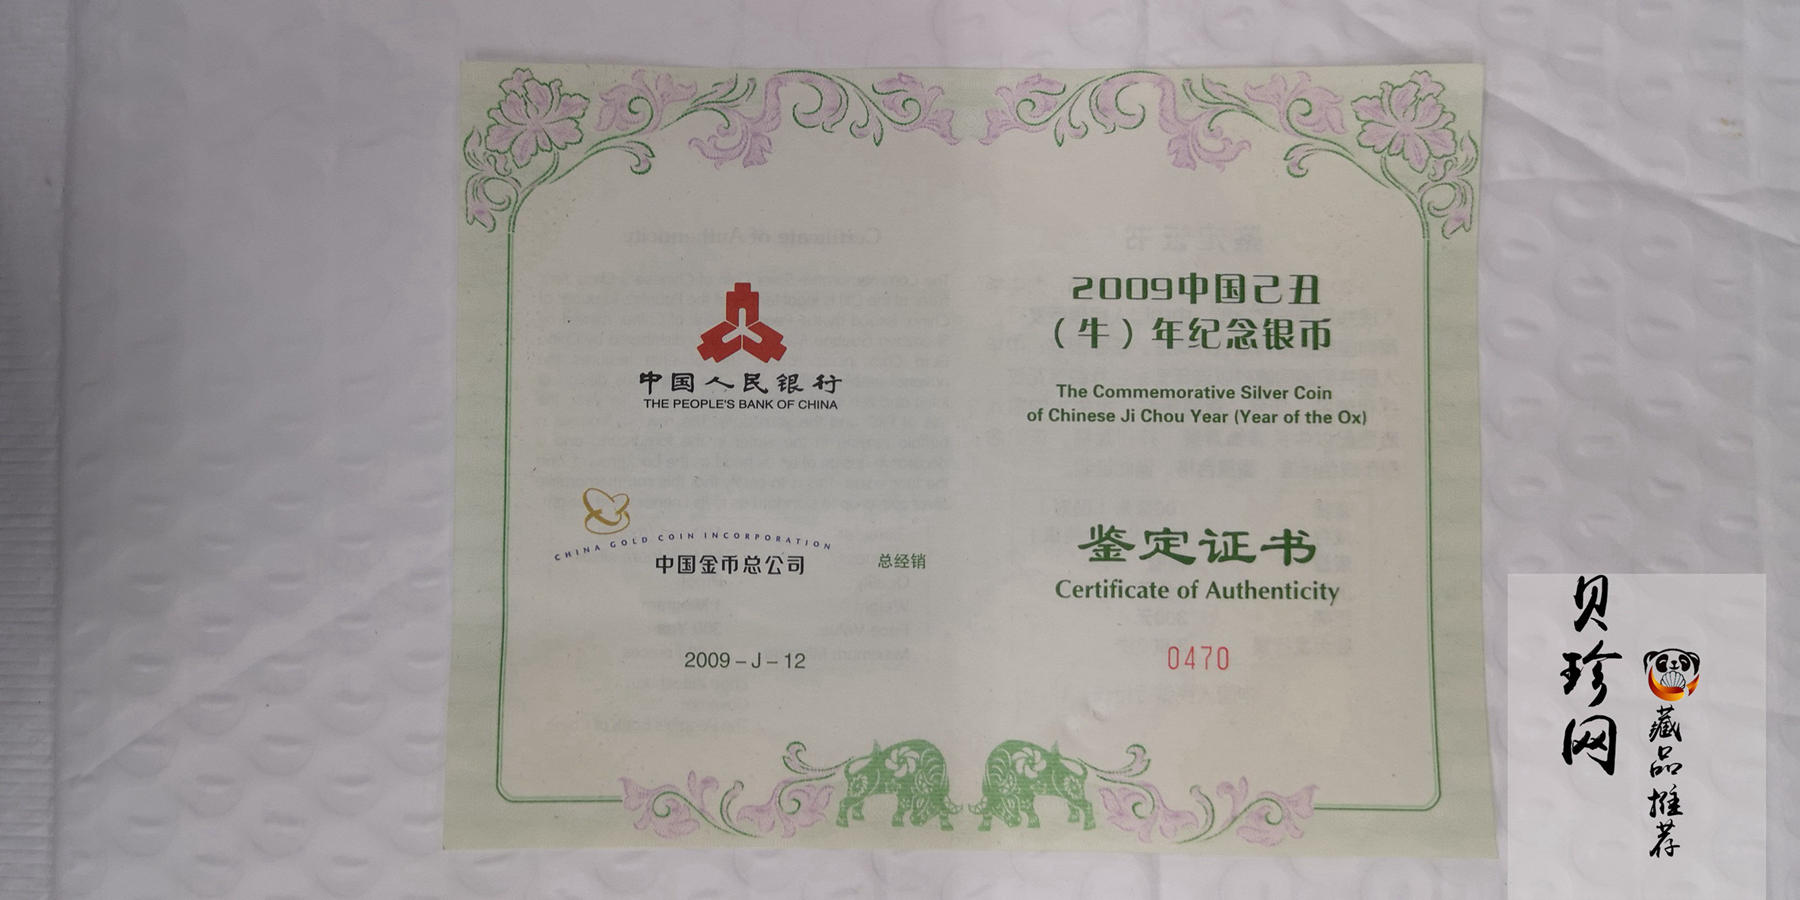 中国人民银行
THE PEOPLE'S BANK OF CHINA
CHINA GOLD COIN INCORPORATION
中国金币总公司 总经销
2009-J-12
2009中国己丑
（牛）年纪念银币
The Commemorative Silver Coin
of Chinese Ji Chou Year (Year of the Ox)
鉴定证书
Certificate of Authenticity
0470
贝珍网
藏品推荐